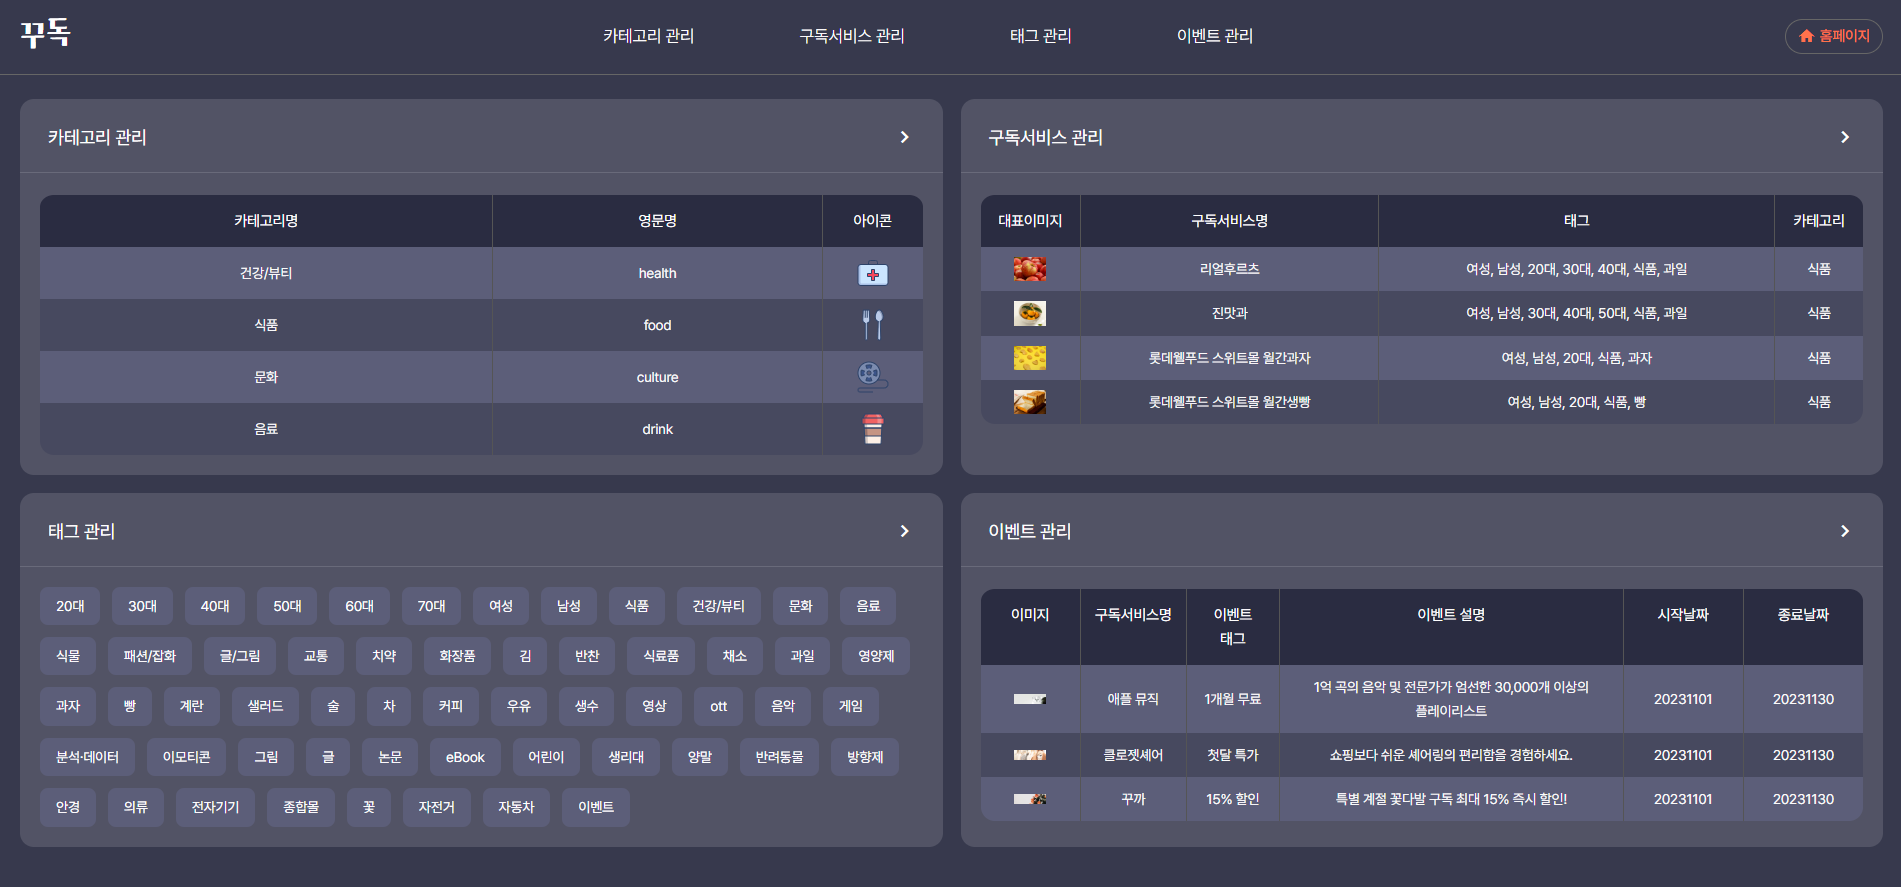 꾸독
카테고리 관리 구독서비스 관리 태그 관리 이벤트 관리
홈페이지
카테고리 관리
카테고리명 영문명 아이콘
건강/뷰티 health
식품 food
문화 culture
음료 drink
구독서비스 관리
대표이미지 구독서비스명 태그 카테고리
리얼후르츠 여성, 남성, 20대, 30대, 40대, 식품, 과일 식품
진맛과 여성, 남성, 30대, 40대, 50대, 식품, 과일 식품
롯데웰푸드 스위트몰 월간과자 여성, 남성, 20대, 식품, 과자 식품
롯데웰푸드 스위트몰 월간생빵 여성, 남성, 20대, 식품, 빵 식품
태그 관리
20대 30대 40대 50대 60대 70대 여성 남성 식품 건강/뷰티 문화 음료
식물 패션/잡화 글/그림 교통 치약 화장품 김 반찬 식료품 채소 과일 영양제
과자 빵 계란 샐러드 술 차 커피 우유 생수 영상 ott 음악 게임
분석·데이터 이모티콘 그림 글 논문 eBook 어린이 생리대 양말 반려동물 방향제
안경 의류 전자기기 종합몰 꽃 자전거 자동차 이벤트
이벤트 관리
이미지 구독서비스명 이벤트 태그 이벤트 설명 시작날짜 종료날짜
애플 뮤직 1개월 무료 1억 곡의 음악 및 전문가가 엄선한 30,000개 이상의 플레이리스트 20231101 20231130
클로젯셰어 첫달 특가 쇼핑보다 쉬운 셰어링의 편리함을 경험하세요. 20231101 20231130
꾸까 15% 할인 특별 계절 꽃다발 구독 최대 15% 즉시 할인! 20231101 20231130